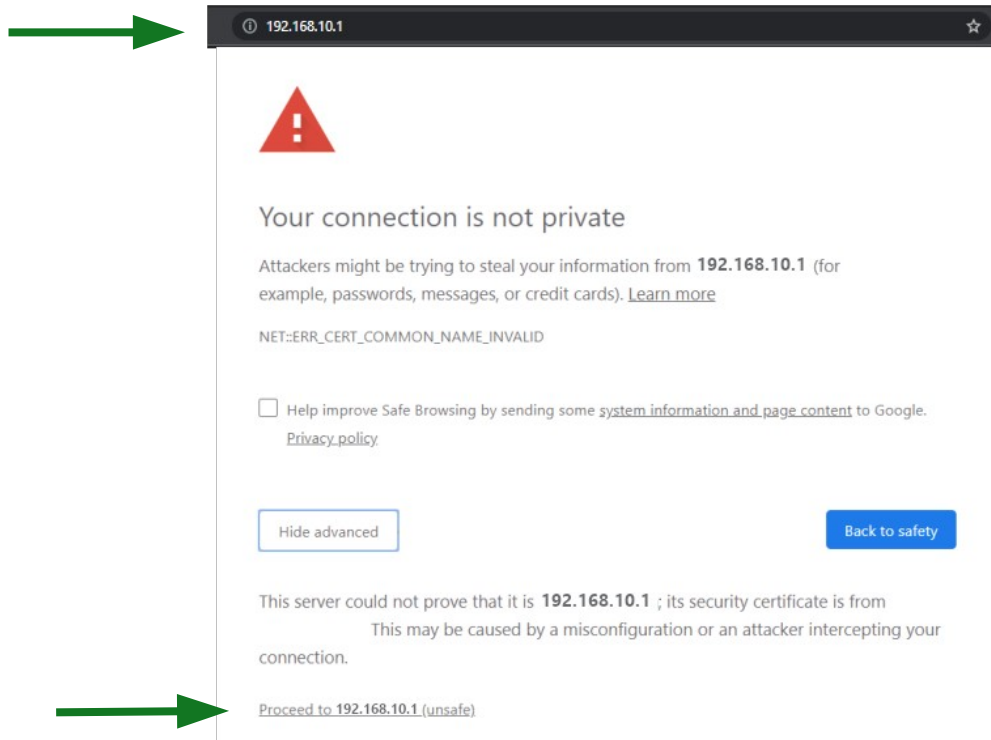 192.168.10.1
Your connection is not private
Attackers might be trying to steal your information from 192.168.10.1 (for
example, passwords, messages, or credit cards). Learn more
NET::ERR_CERT_COMMON_NAME_INVALID
Help improve Safe Browsing by sending some system information and page content to Google.
Privacy policy
Hide advanced
Back to safety
This server could not prove that it is 192.168.10.1 ; its security certificate is from
This may be caused by a misconfiguration or an attacker intercepting your
connection.
Proceed to 192.168.10.1 (unsafe)